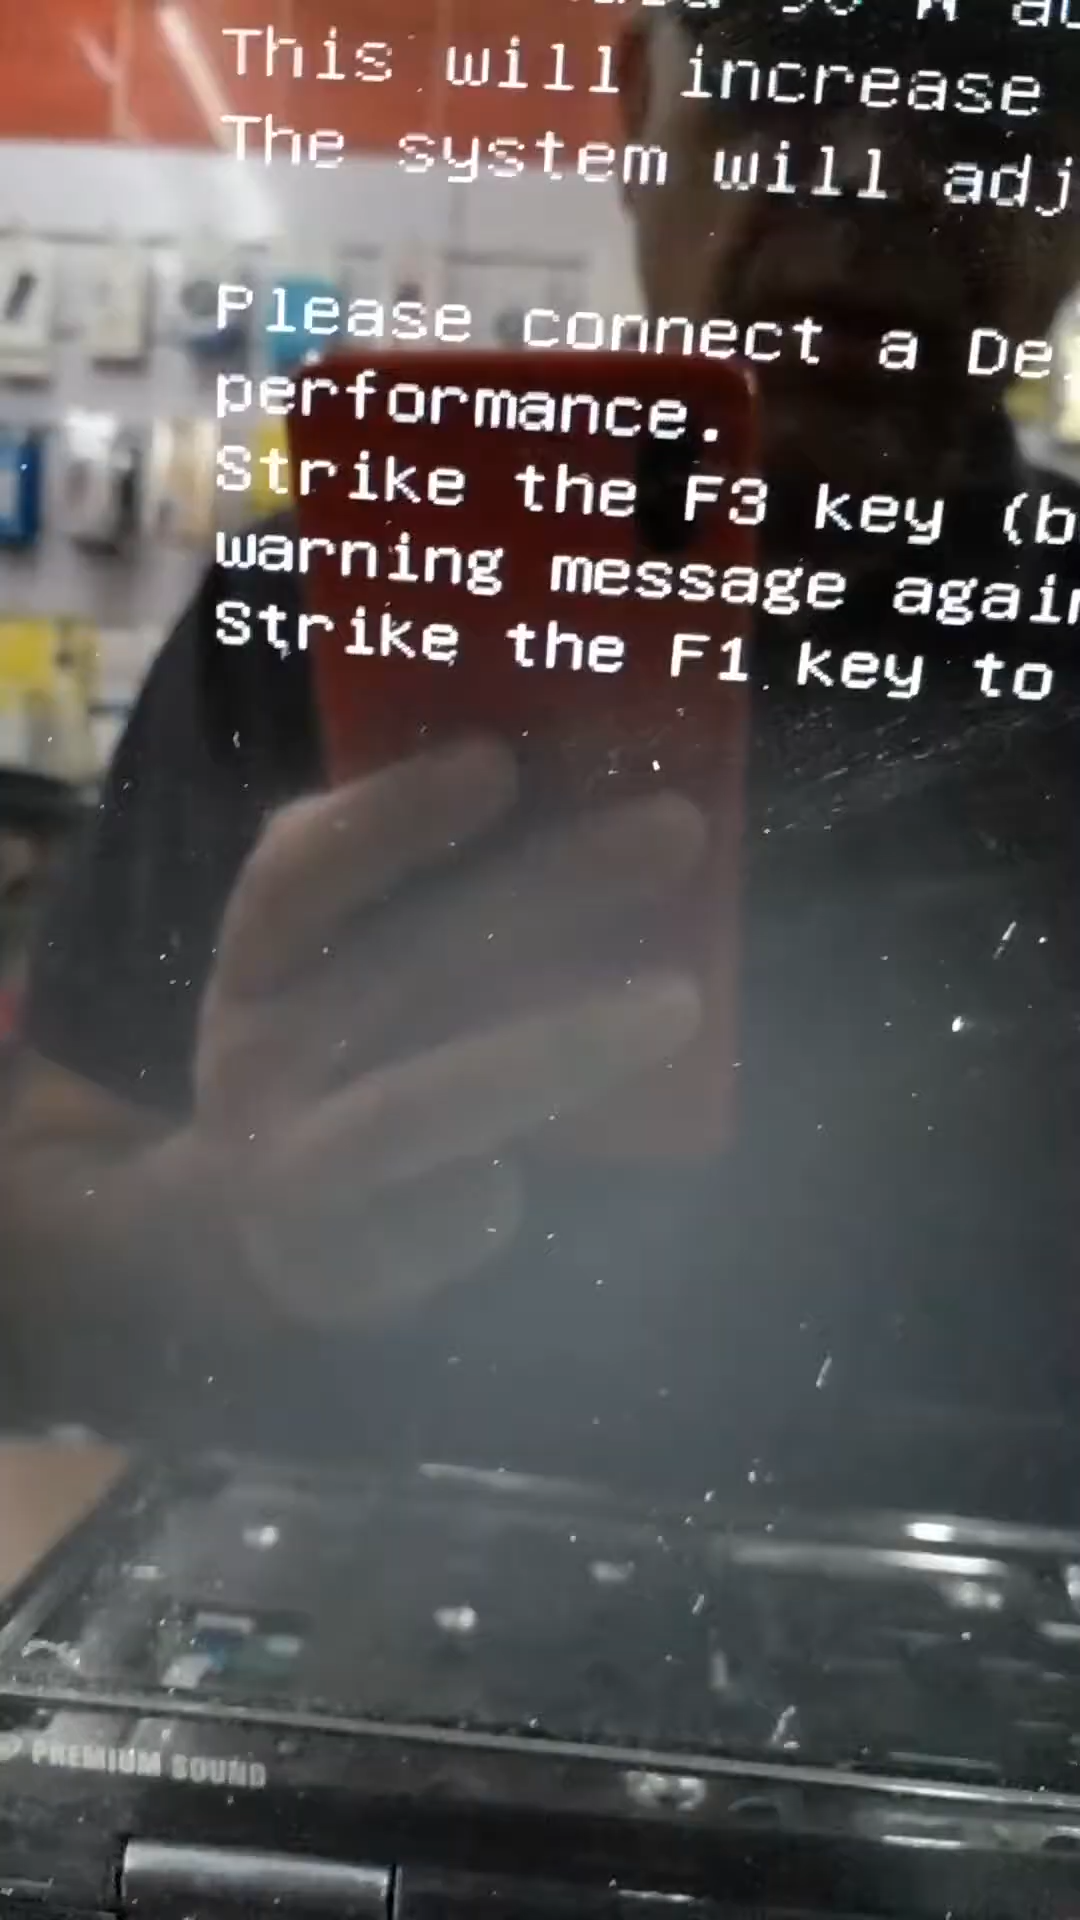 This will increase
The system will adj
Please connect a De
performance.
Strike the F3 key (b
warning message again
Strike the F1 key to
PREMIUM SOUND